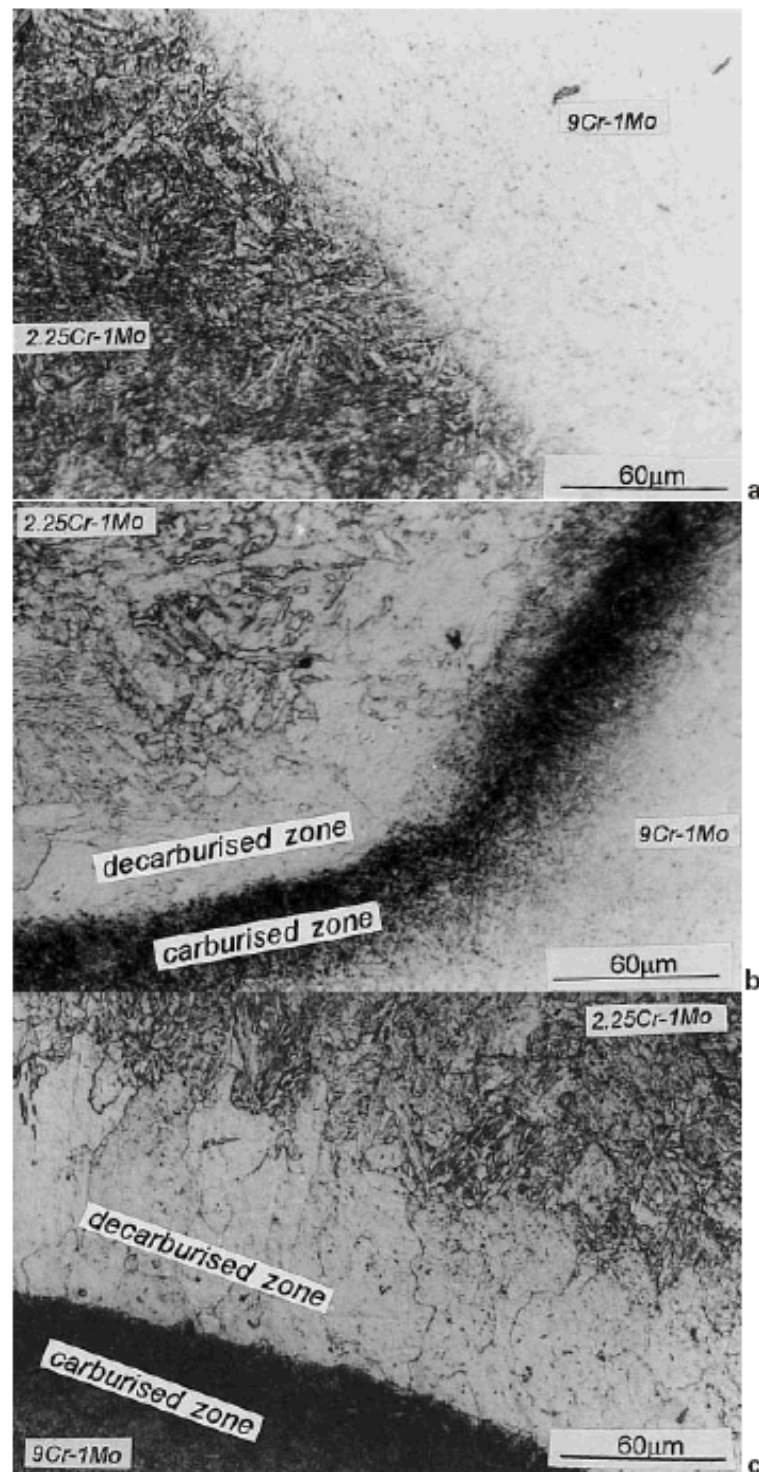 9Cr-1Mo
2.25Cr-1Mo
60μm
a
2.25Cr-1Mo
decarburised zone
9Cr-1Mo
carburised zone
60μm
b
2.25Cr-1Mo
decarburised zone
carburised zone
60μm
9Cr-1Mo
c